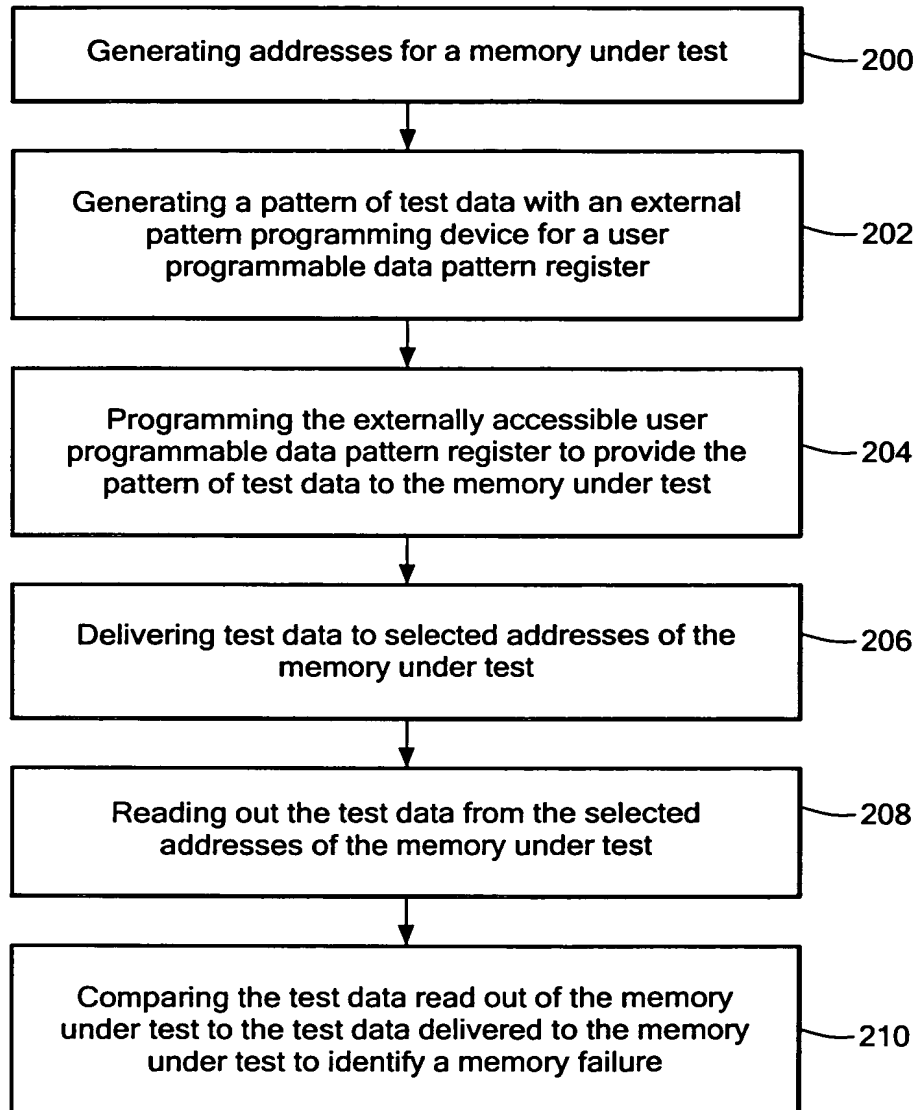 Generating addresses for a memory under test
200
Generating a pattern of test data with an external
pattern programming device for a user
programmable data pattern register
202
Programming the externally accessible user
programmable data pattern register to provide the
pattern of test data to the memory under test
204
Delivering test data to selected addresses of the
memory under test
206
Reading out the test data from the selected
addresses of the memory under test
208
Comparing the test data read out of the memory
under test to the test data delivered to the memory
under test to identify a memory failure
210